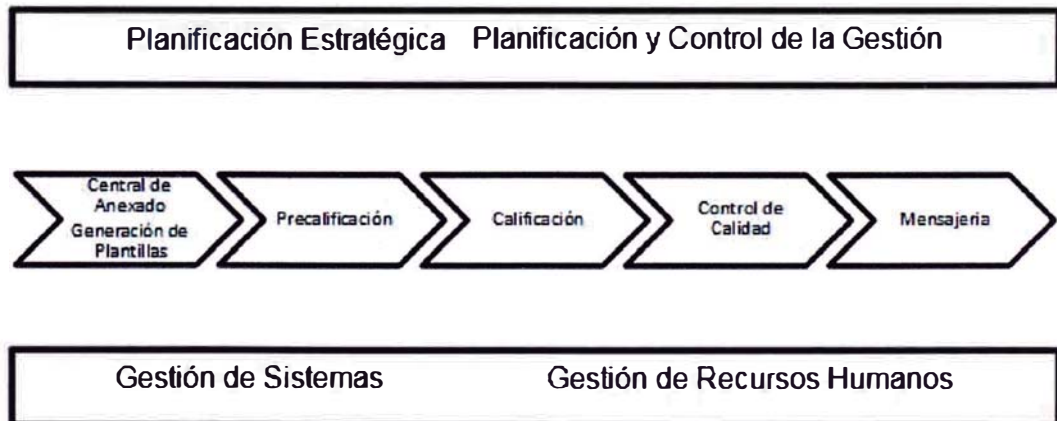 Planificación Estratégica Planificación y Control de la Gestión
Central de
Anexado
Generación de
Plantillas
Precalificación
Calificación
Control de
Calidad
Mensajeria
Gestión de Sistemas Gestión de Recursos Humanos